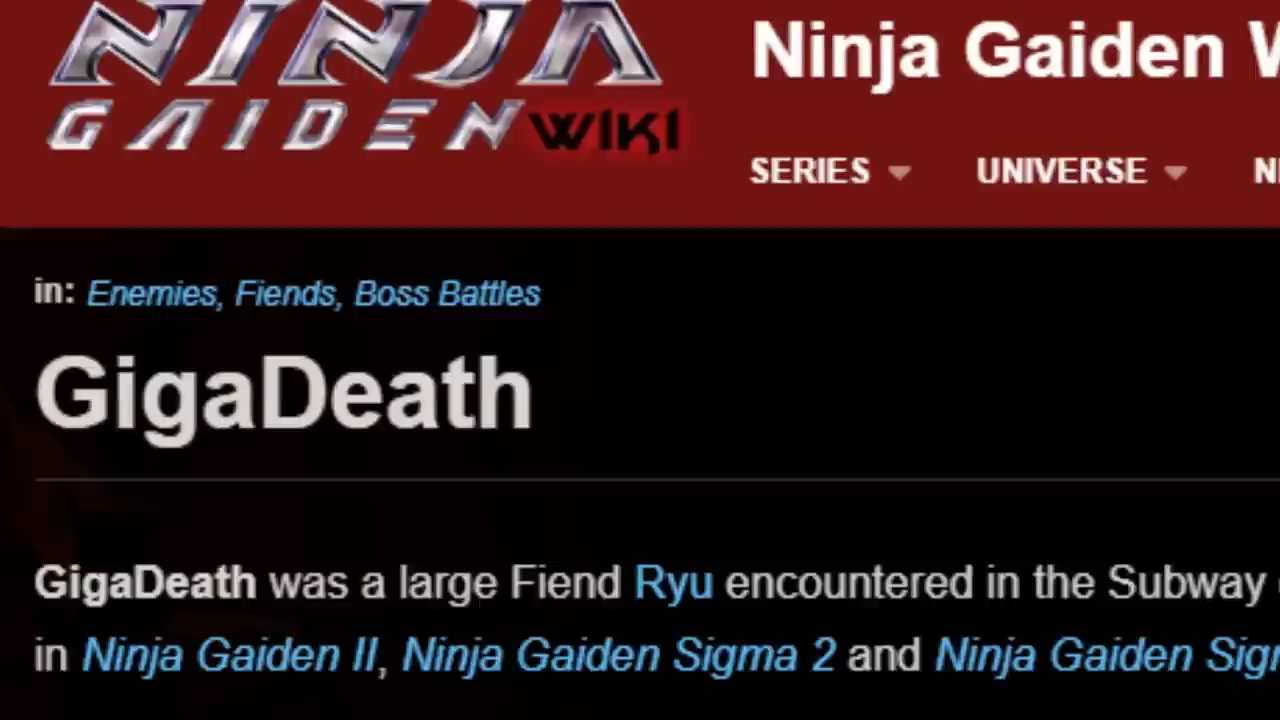 NINJA
GAIDEN WIKI
Ninja Gaiden
SERIES UNIVERSE
in: Enemies, Fiends, Boss Battles
GigaDeath
GigaDeath was a large Fiend Ryu encountered in the Subway
in Ninja Gaiden II, Ninja Gaiden Sigma 2 and Ninja Gaiden